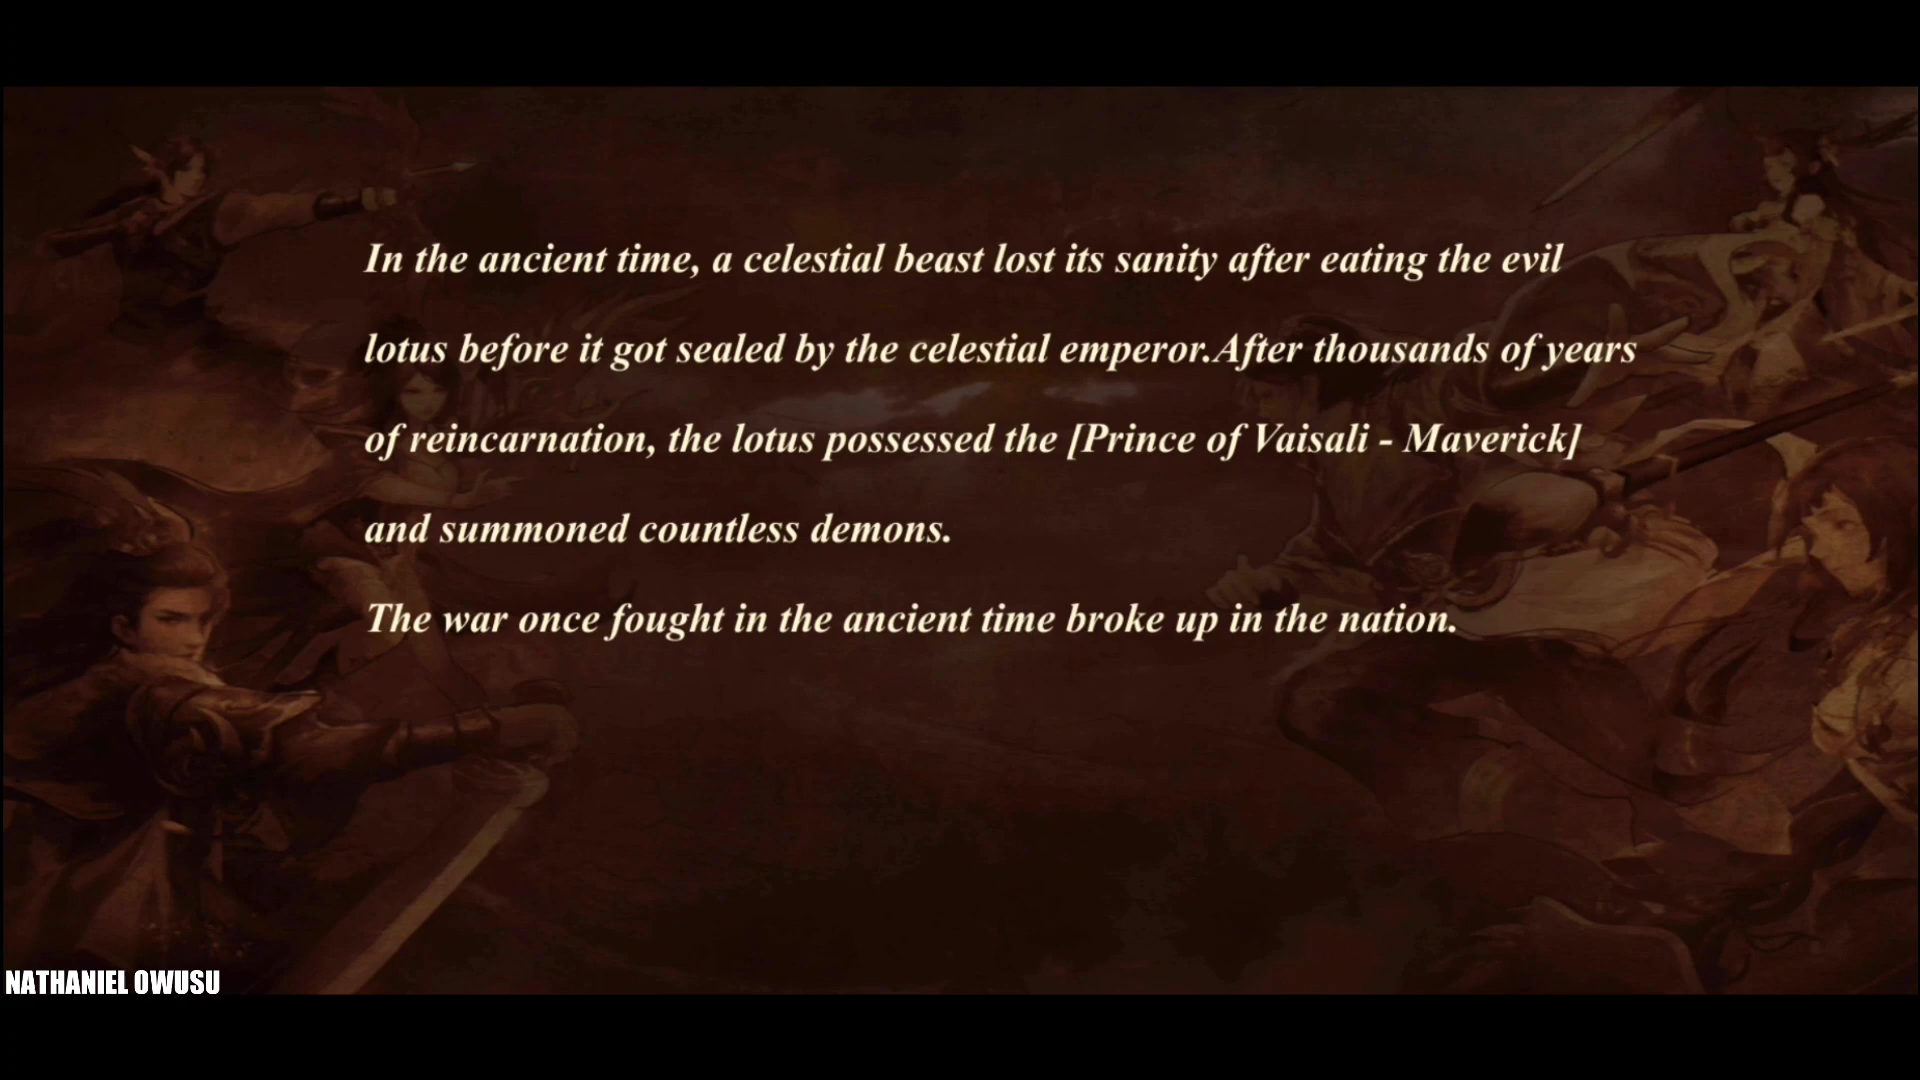 In the ancient time, a celestial beast lost its sanity after eating the evil
lotus before it got sealed by the celestial emperor.After thousands of years
of reincarnation, the lotus possessed the [Prince of Vaisali - Maverick]
and summoned countless demons.
The war once fought in the ancient time broke up in the nation.
NATHANIEL OWUSU